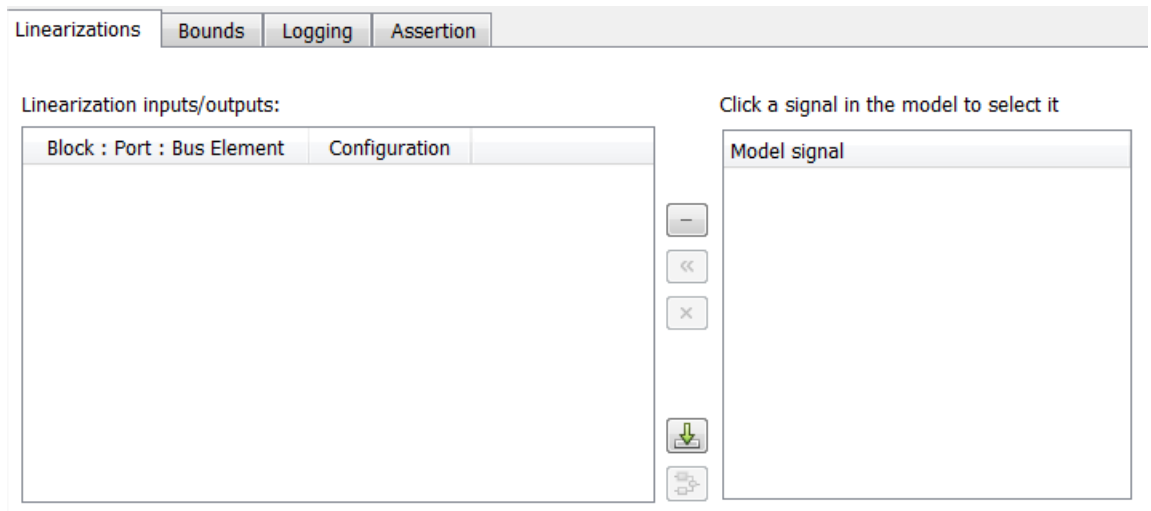 Linearizations Bounds Logging Assertion
Linearization inputs/outputs: Click a signal in the model to select it
Block : Port : Bus Element Configuration Model signal